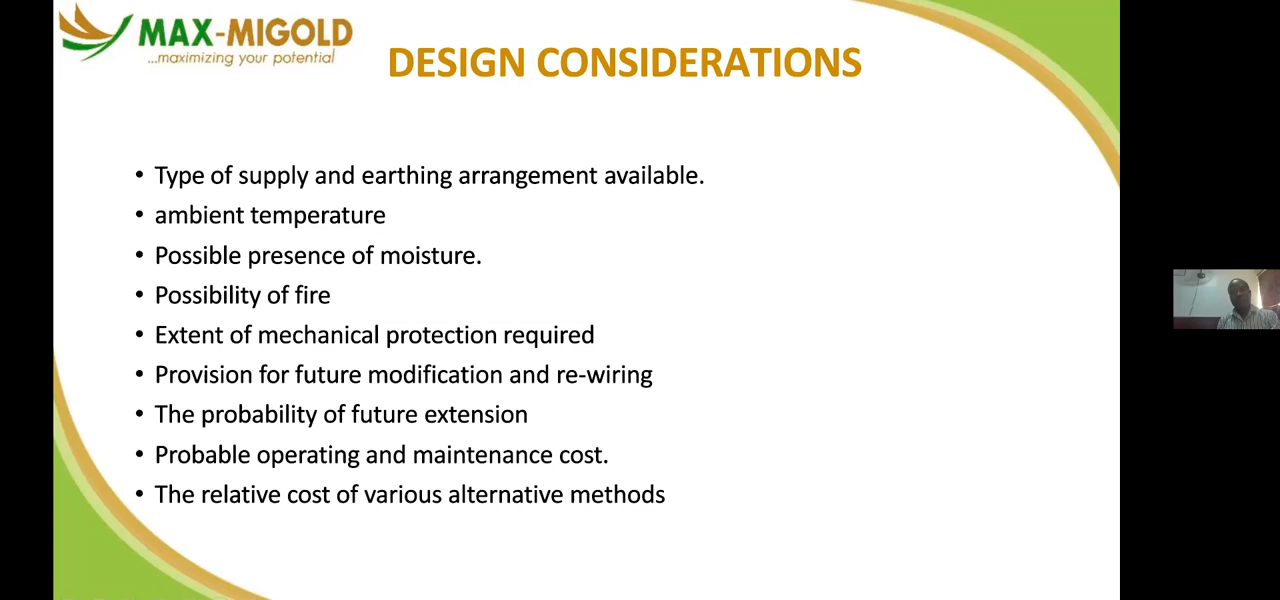 MAX-MIGOLD
...maximizing your potential
DESIGN CONSIDERATIONS
• Type of supply and earthing arrangement available.
• ambient temperature
• Possible presence of moisture.
• Possibility of fire
• Extent of mechanical protection required
• Provision for future modification and re-wiring
• The probability of future extension
• Probable operating and maintenance cost.
• The relative cost of various alternative methods